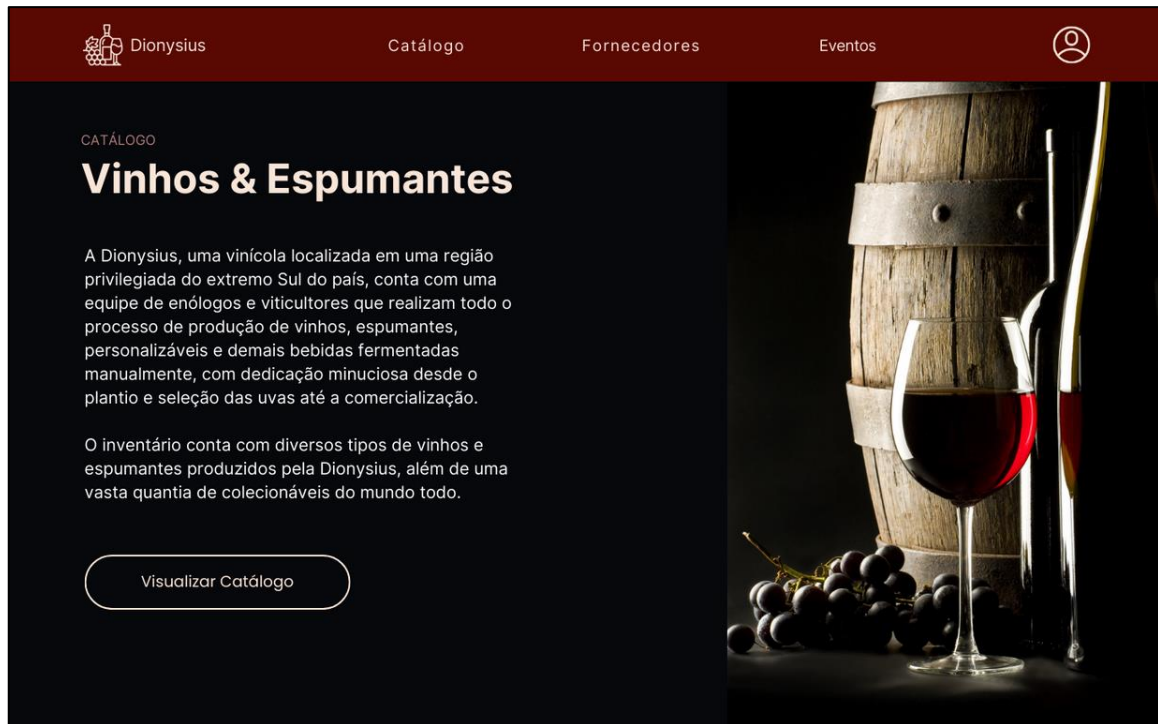 Dionysius
Catálogo
Fornecedores
Eventos
CATÁLOGO
Vinhos & Espumantes
A Dionysius, uma vinícola localizada em uma região
privilegiada do extremo Sul do país, conta com uma
equipe de enólogos e viticultores que realizam todo o
processo de produção de vinhos, espumantes,
personalizáveis e demais bebidas fermentadas
manualmente, com dedicação minuciosa desde o
plantio e seleção das uvas até a comercialização.
O inventário conta com diversos tipos de vinhos e
espumantes produzidos pela Dionysius, além de uma
vasta quantia de colecionáveis do mundo todo.
Visualizar Catálogo